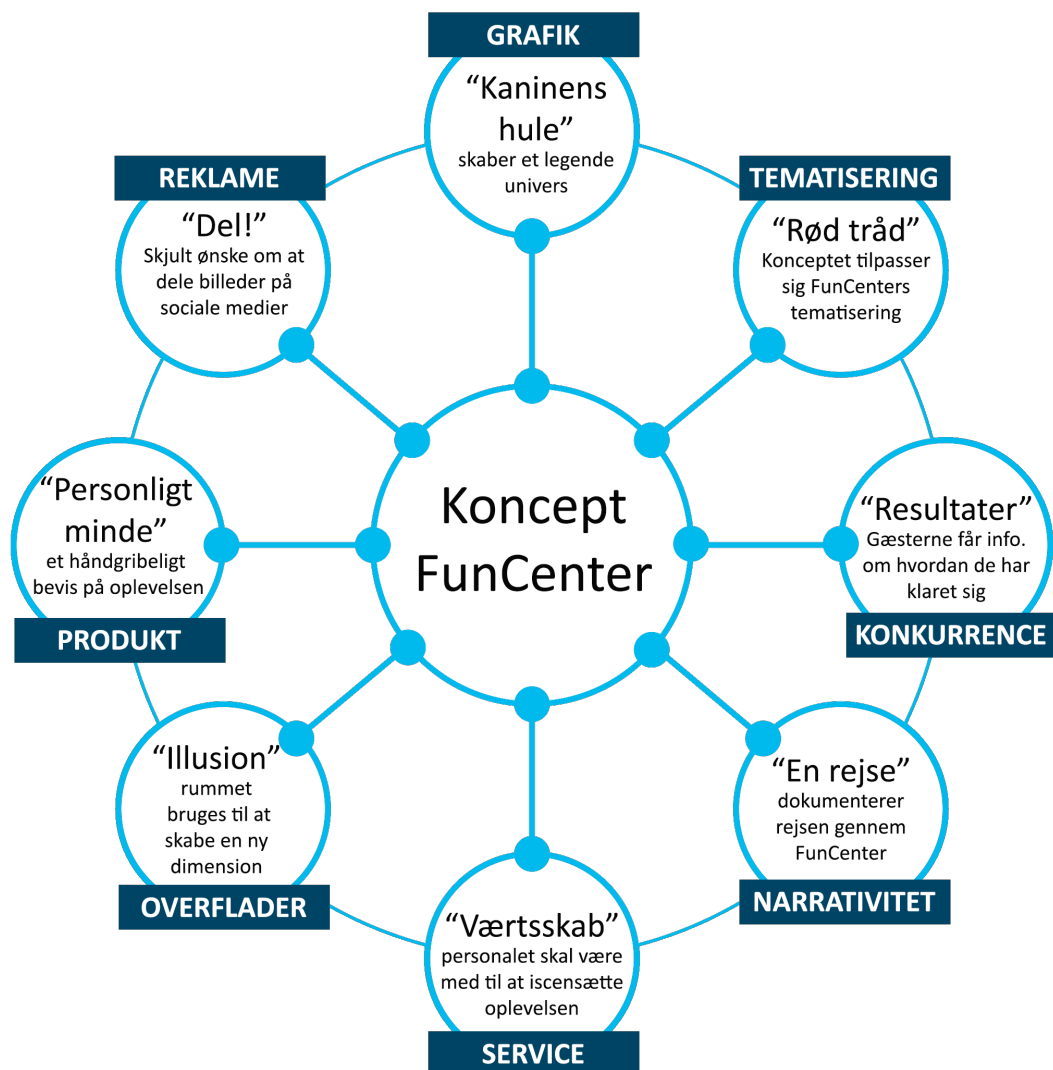 GRAFIK
“Kaninens
hule”
skaber et legende
univers
TEMATISERING
“Rød tråd”
Konceptet tilpasser
sig FunCenters
tematisering
“Resultater”
Gæsterne får info.
om hvordan de har
klaret sig
KONKURRENCE
“En rejse”
dokumenterer
rejsen gennem
FunCenter
NARRATIVITET
“Værtsskab”
personalet skal være
med til at iscensætte
oplevelsen
SERVICE
“Illusion”
rummet
bruges til at
skabe en ny
dimension
OVERFLADER
“Personligt
minde”
et håndgribeligt
bevis på oplevelsen
PRODUKT
REKLAME
“Del!”
Skjult ønske om at
dele billeder på
sociale medier
Koncept
FunCenter